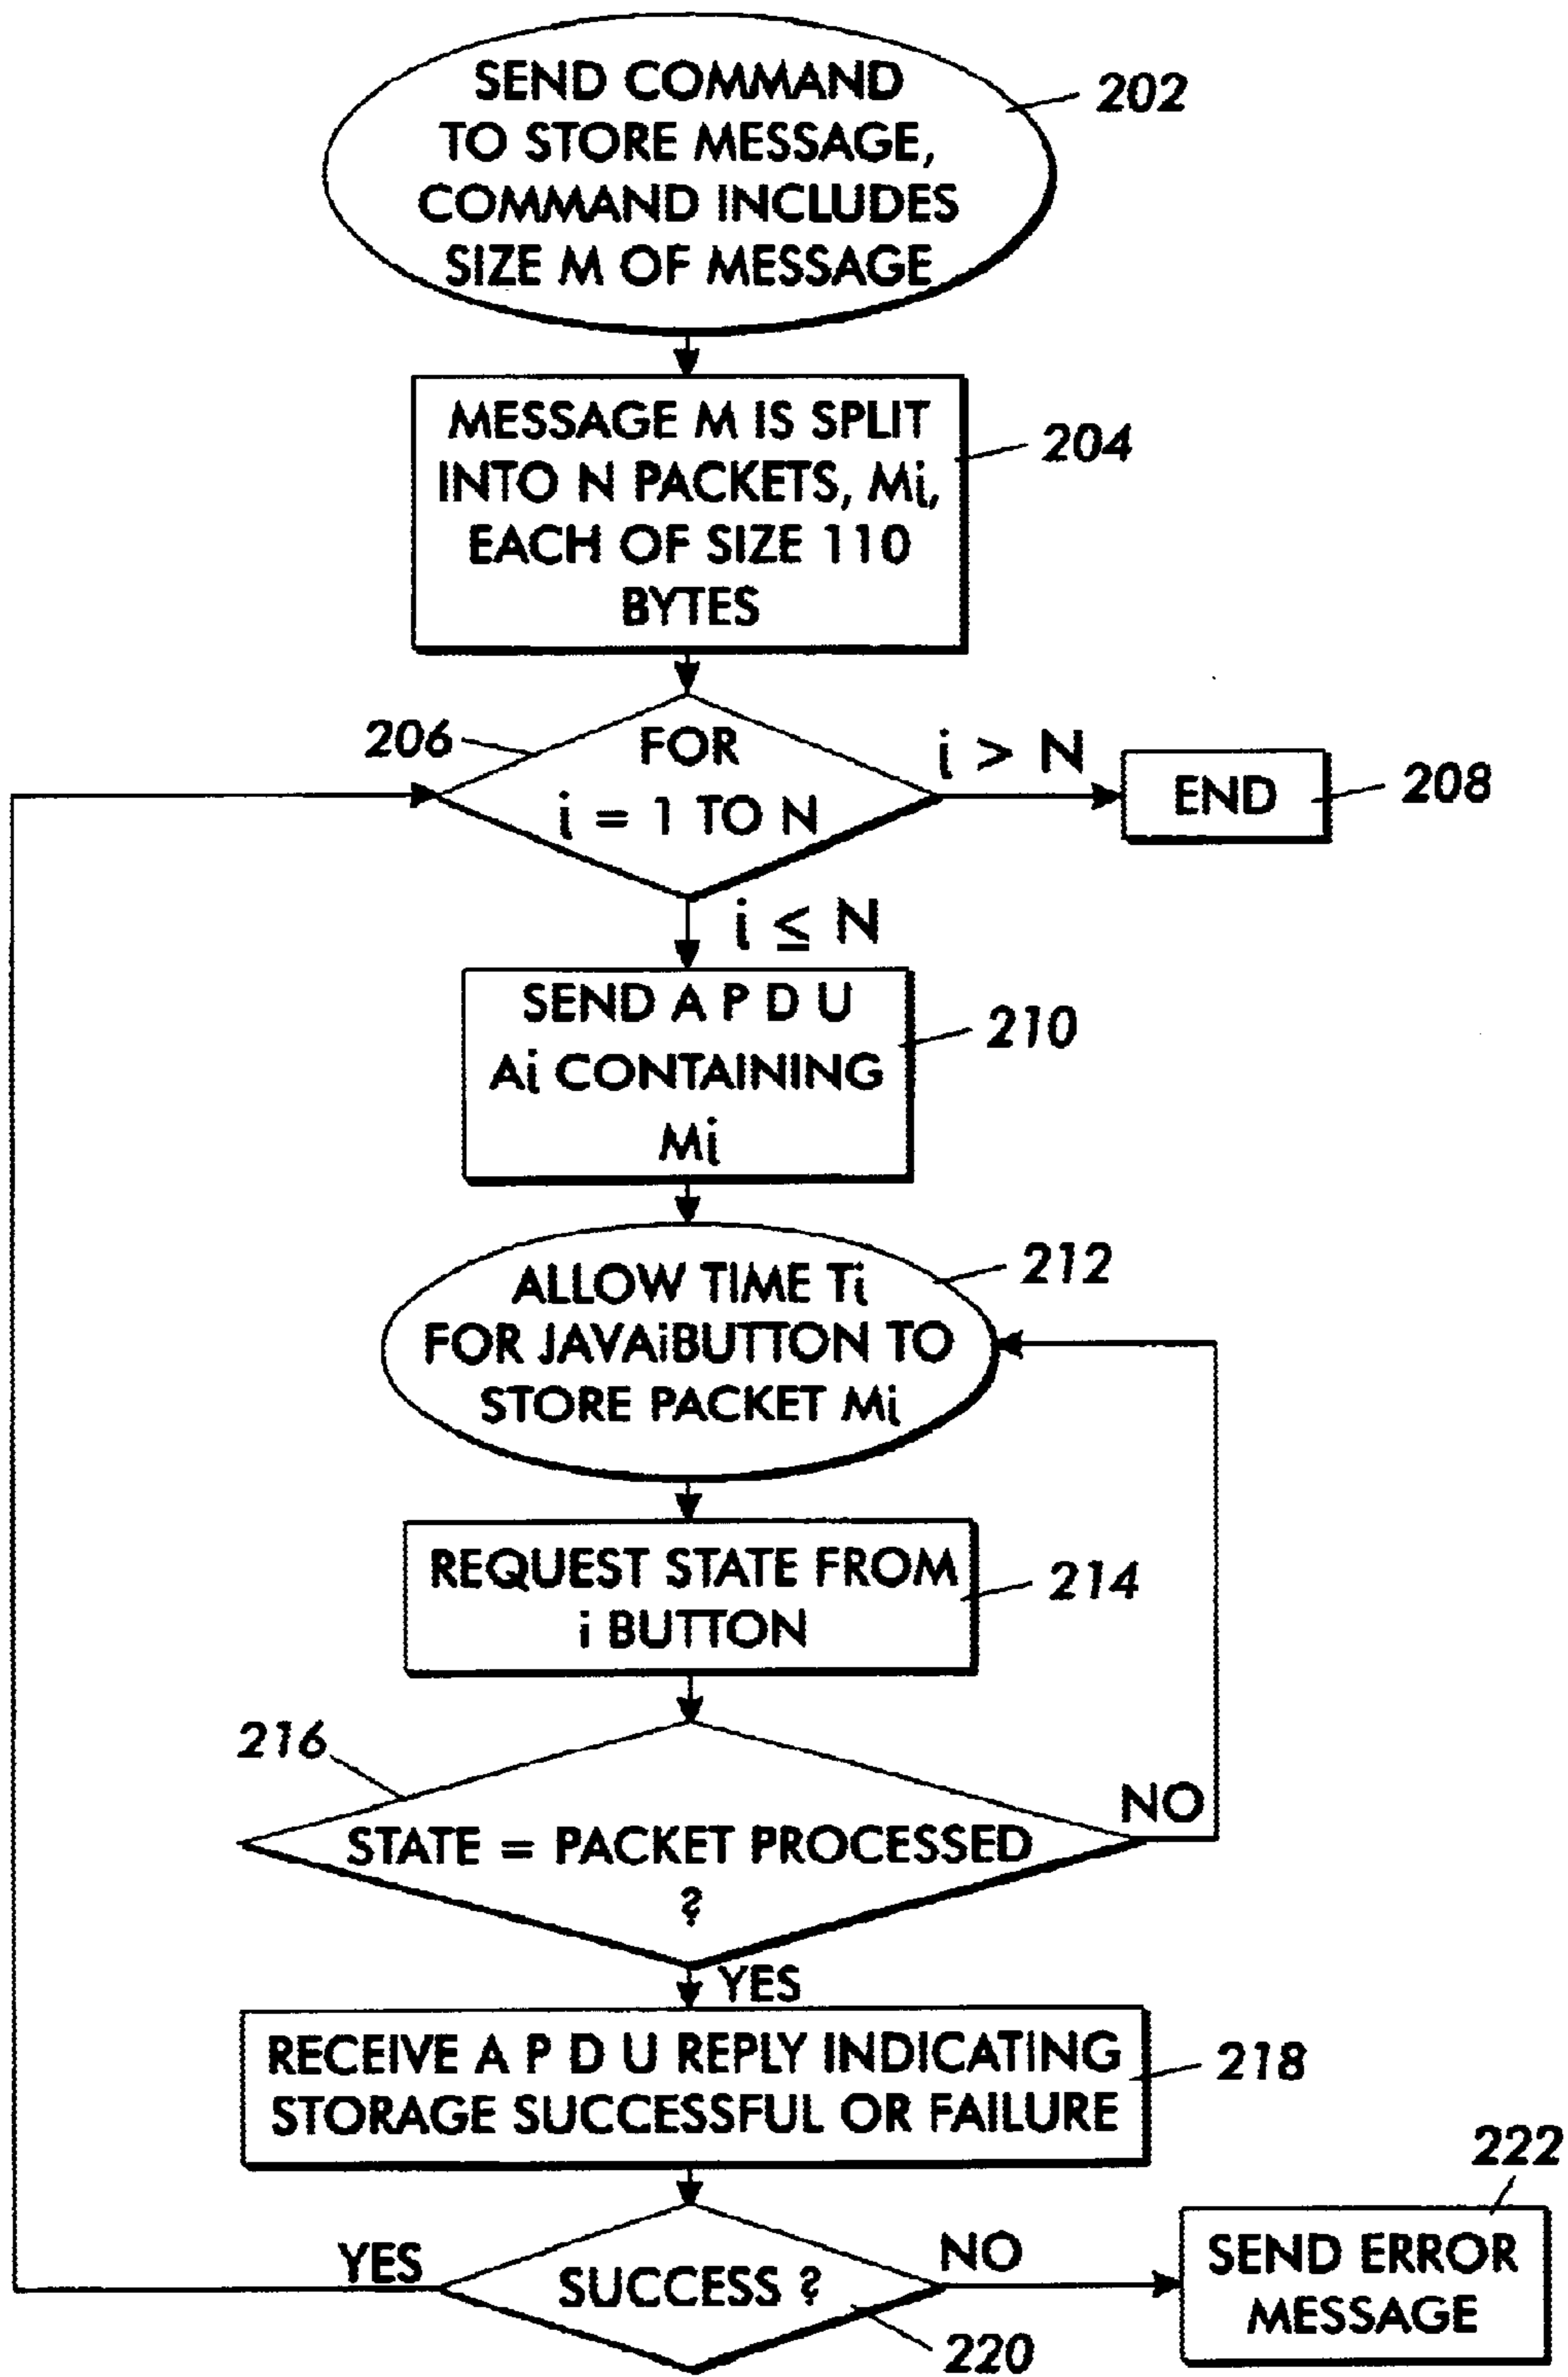 SEND COMMAND
TO STORE MESSAGE,
COMMAND INCLUDES
SIZE M OF MESSAGE
202
MESSAGE M IS SPLIT
INTO N PACKETS, Mi,
EACH OF SIZE 110
BYTES
204
206
FOR
i = 1 TO N
i > N
END
208
i ≤ N
SEND A P D U
Ai CONTAINING
Mi
210
ALLOW TIME Ti
FOR JAVAiBUTTON TO
STORE PACKET Mi
212
REQUEST STATE FROM
i BUTTON
214
216
STATE = PACKET PROCESSED
?
NO
YES
RECEIVE A P D U REPLY INDICATING
STORAGE SUCCESSFUL OR FAILURE
218
YES
SUCCESS ?
NO
220
222
SEND ERROR
MESSAGE